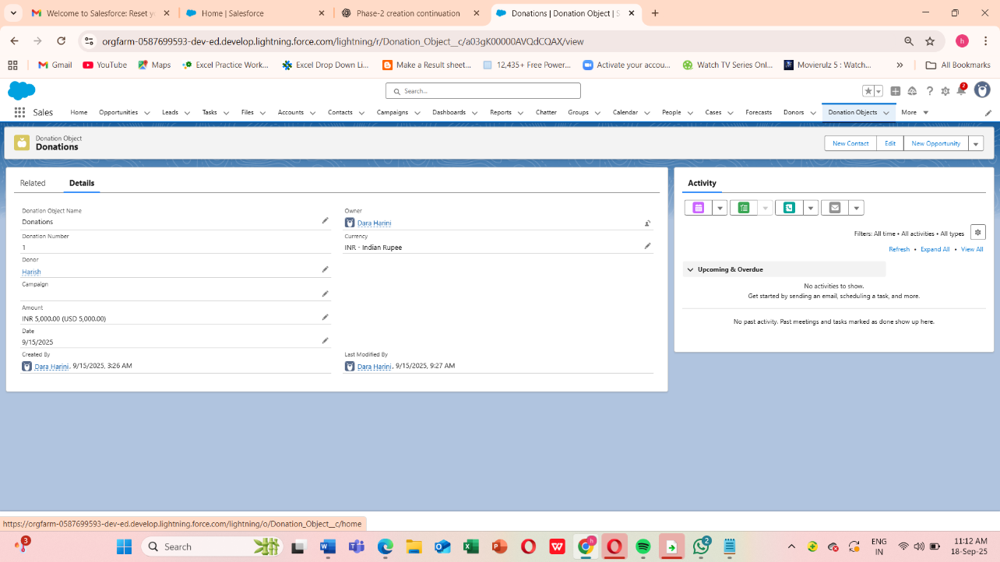 Welcome to Salesforce: Reset yo
Home | Salesforce
Phase-2 creation continuation
Donations | Donation Object | S
orgfarm-0587699593-dev-ed.develop.lightning.force.com/lightning/r/Donation_Object__c/a03gK00000AVQdCQAX/view
h
Gmail
YouTube
Maps
Excel Practice Work...
Excel Drop Down Li...
Make a Result sheet...
12,435+ Free Power...
Activate your accou...
Watch TV Series Onl...
Movierulz 5 : Watch...
All Bookmarks
Search...
2
Sales
Home
Opportunities
Leads
Tasks
Files
Accounts
Contacts
Campaigns
Dashboards
Reports
Chatter
Groups
Calendar
People
Cases
Forecasts
Donors
Donation Objects
More
Donation Object
Donations
New Contact
Edit
New Opportunity
Related
Details
Donation Object Name
Donations
Owner
Dara Harini
Donation Number
1
Currency
INR - Indian Rupee
Donor
Harish
Campaign
Amount
INR 5,000.00 (USD 5,000.00)
Date
9/15/2025
Created By
Dara Harini, 9/15/2025, 3:26 AM
Last Modified By
Dara Harini, 9/15/2025, 9:27 AM
Activity
Filters: All time • All activities • All types
Refresh • Expand All • View All
Upcoming & Overdue
No activities to show.
Get started by sending an email, scheduling a task, and more.
No past activity. Past meetings and tasks marked as done show up here.
https://orgfarm-0587699593-dev-ed.develop.lightning.force.com/lightning/o/Donation_Object__c/home
3
Search
h
2
ENG
IN
11:12 AM
18-Sep-25